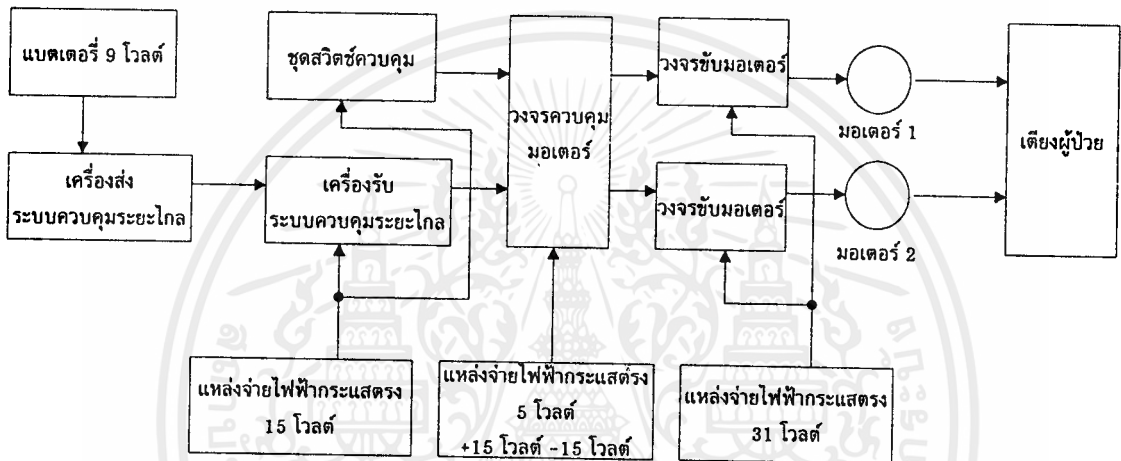 แบตเตอรี่ 9 โวลต์
ชุดสวิตช์ควบคุม
วงจรขับมอเตอร์
มอเตอร์ 1
วงจรควบคุม
มอเตอร์
เตียงผู้ป่วย
เครื่องส่ง
ระบบควบคุมระยะไกล
เครื่องรับ
ระบบควบคุมระยะไกล
วงจรขับมอเตอร์
มอเตอร์ 2
แหล่งจ่ายไฟฟ้ากระแสตรง
15 โวลต์
แหล่งจ่ายไฟฟ้ากระแสตรง
5 โวลต์
+15 โวลต์ -15 โวลต์
แหล่งจ่ายไฟฟ้ากระแสตรง
31 โวลต์